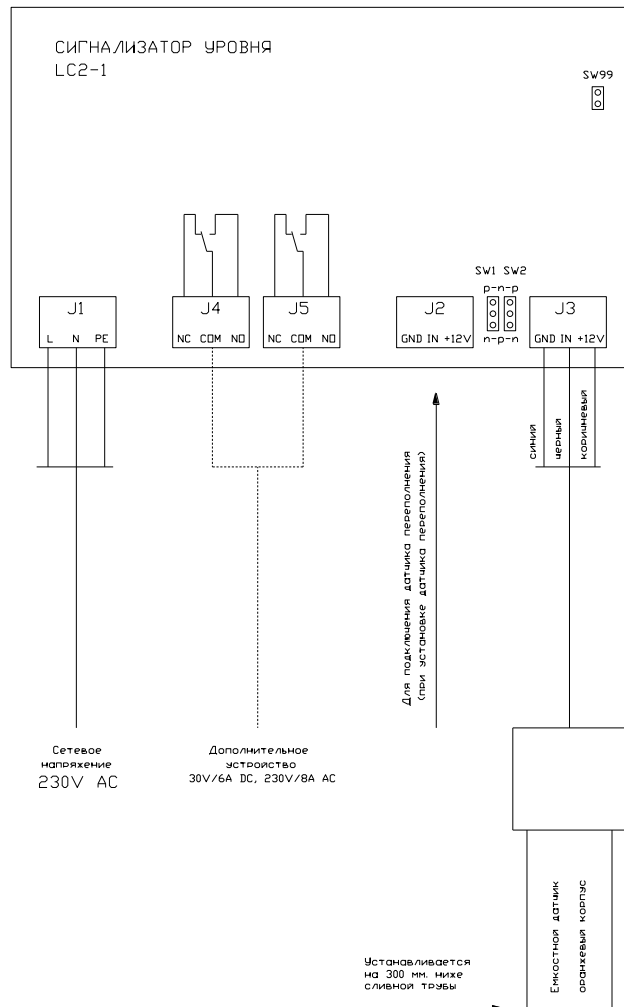 СИГНАЛИЗАТОР УРОВНЯ
LC2-1
SW99
SW1 SW2
p-n-p
J1
J4
J5
J2
J3
L N PE
NC COM NO
NC COM NO
GND IN +12V
n-p-n
GND IN +12V
синий
черный
коричневый
Для подключения датчика переполнения
(при установке датчика переполнения)
Сетевое
напряжение
230V AC
Дополнительное
устройство
30V/6A DC, 230V/8A AC
Емкостной датчик
оранжевый корпус
Устанавливается
на 300 мм. ниже
сливной трубы